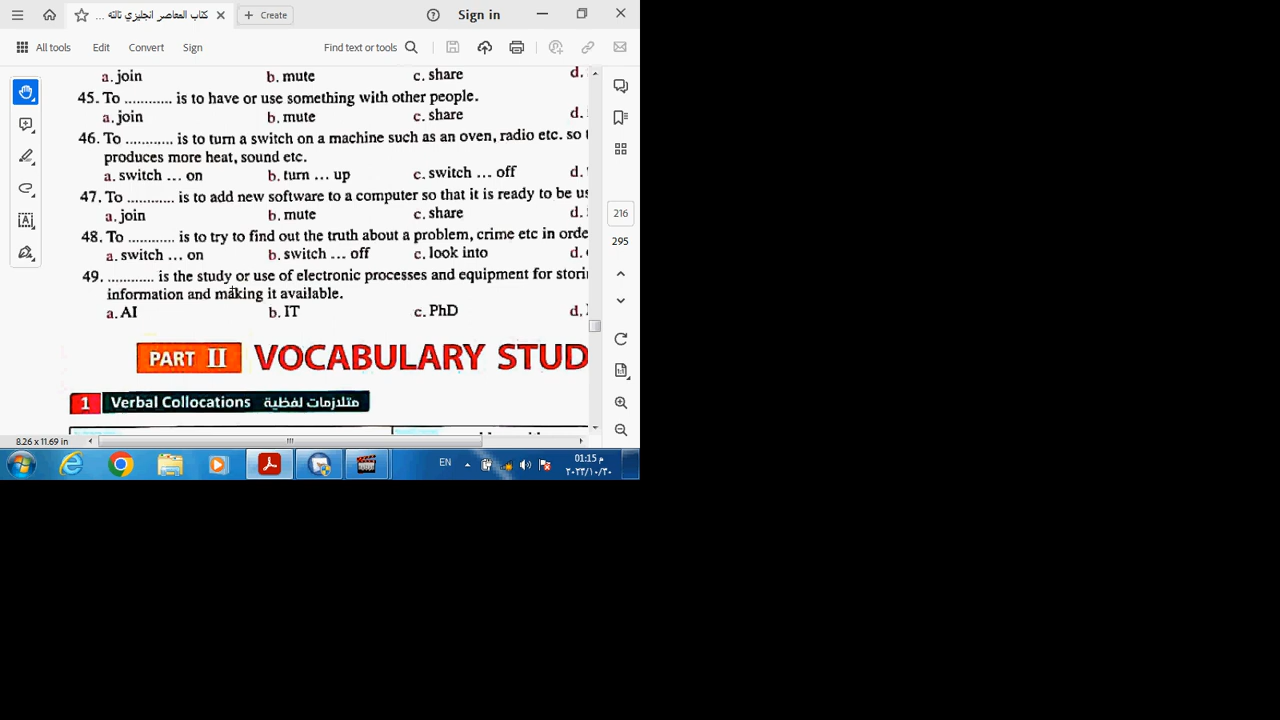 كتاب المعاصر انجليزي تالته ...
Create
Sign in
All tools Edit Convert Sign Find text or tools
a. join b. mute c. share d.
45. To ............ is to have or use something with other people.
a. join b. mute c. share d.
46. To ............ is to turn a switch on a machine such as an oven, radio etc. so
produces more heat, sound etc.
a. switch ... on b. turn ... up c. switch ... off d.
47. To ............ is to add new software to a computer so that it is ready to be us
a. join b. mute c. share d.
48. To ............ is to try to find out the truth about a problem, crime etc in orde
a. switch ... on b. switch ... off c. look into d.
49. ............ is the study or use of electronic processes and equipment for stori
information and making it available.
a. AI b. IT c. PhD d.
216
295
PART II VOCABULARY STUD
1 Verbal Collocations متلازمات لفظية
8.26 x 11.69 in
EN
01:15 م
٢٠٢٣/١٠/٣٠